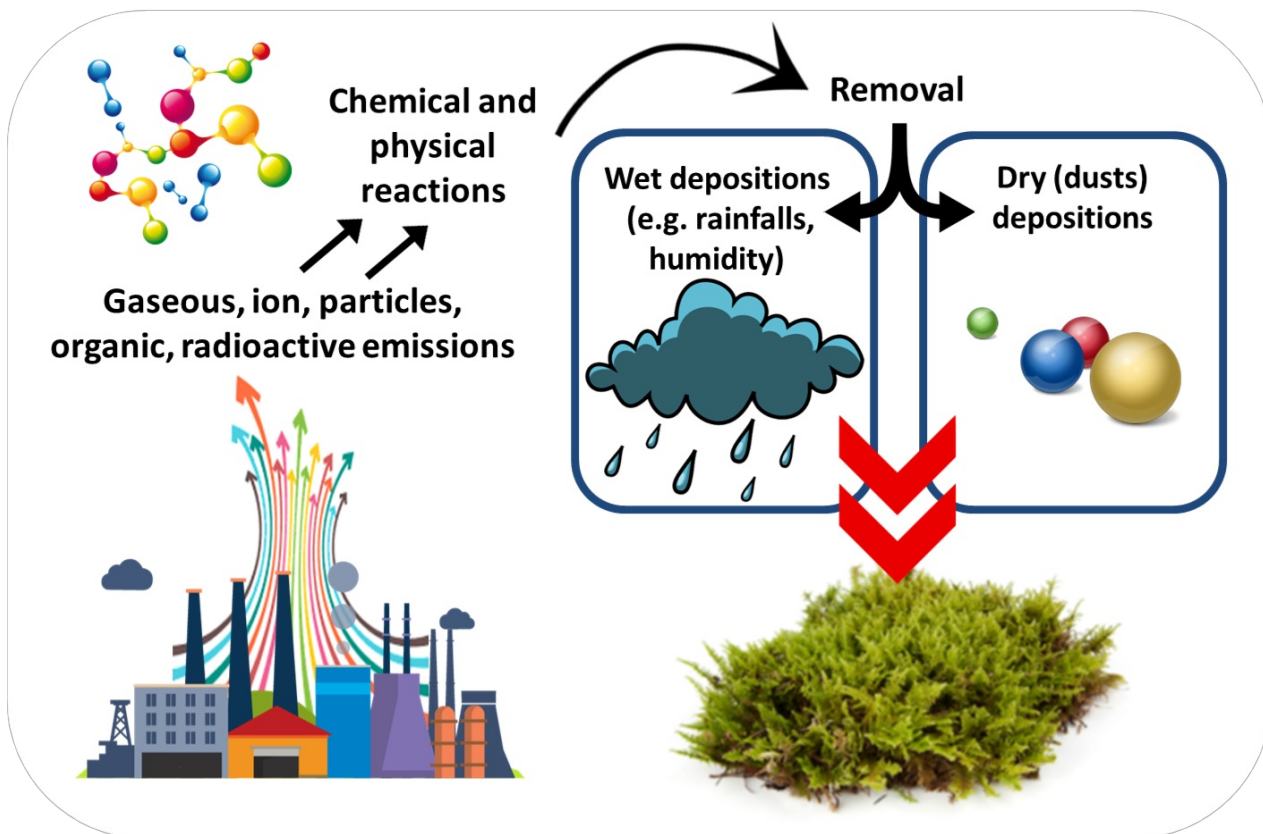 Chemical and
physical
reactions
Gaseous, ion, particles,
organic, radioactive emissions
Removal
Wet depositions
(e.g. rainfalls,
humidity)
Dry (dusts)
depositions